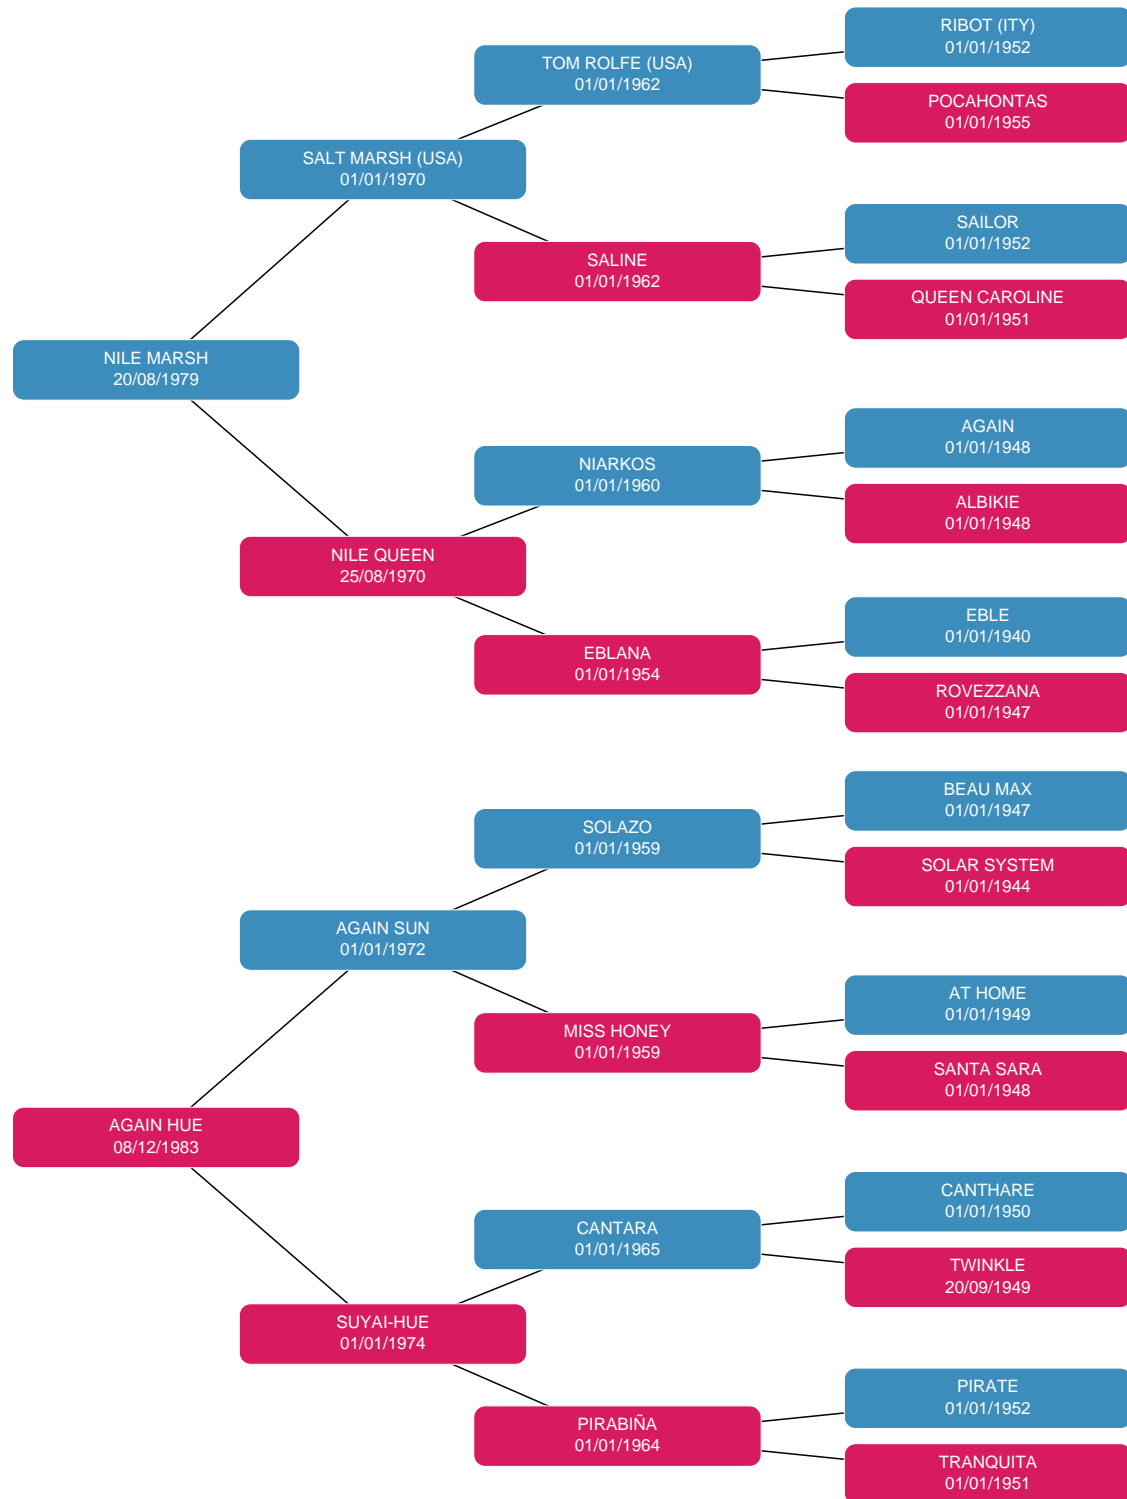 RIBOT (ITY)
01/01/1952
TOM ROLFE (USA)
01/01/1962
POCAHONTAS
01/01/1955
SALT MARSH (USA)
01/01/1970
SAILOR
01/01/1952
SALINE
01/01/1962
QUEEN CAROLINE
01/01/1951
NILE MARSH
20/08/1979
AGAIN
01/01/1948
NIARKOS
01/01/1960
ALBIKIE
01/01/1948
NILE QUEEN
25/08/1970
EBLE
01/01/1940
EBLANA
01/01/1954
ROVEZZANA
01/01/1947
BEAU MAX
01/01/1947
SOLAZO
01/01/1959
SOLAR SYSTEM
01/01/1944
AGAIN SUN
01/01/1972
AT HOME
01/01/1949
MISS HONEY
01/01/1959
SANTA SARA
01/01/1948
AGAIN HUE
08/12/1983
CANTHARE
01/01/1950
CANTARA
01/01/1965
TWINKLE
20/09/1949
SUYAI-HUE
01/01/1974
PIRATE
01/01/1952
PIRABIÑA
01/01/1964
TRANQUITA
01/01/1951